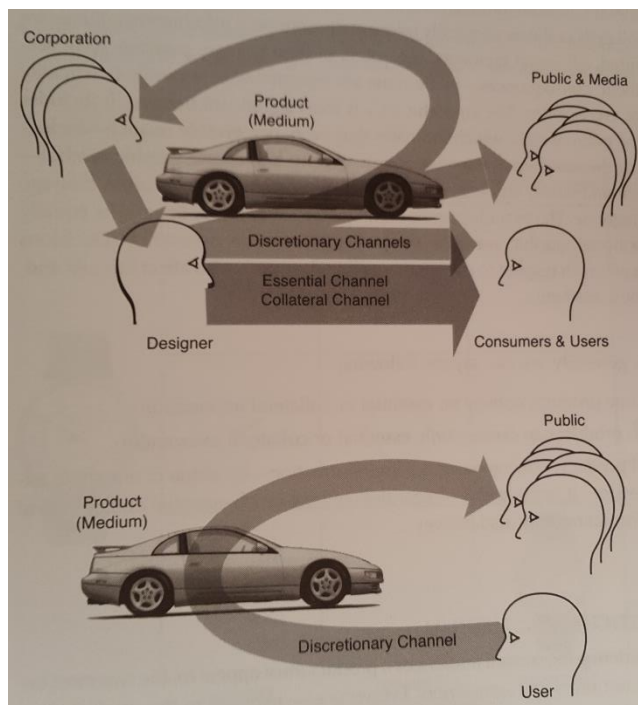 Corporation
Product
(Medium)
Public & Media
Discretionary Channels
Essential Channel
Collateral Channel
Designer
Consumers & Users
Public
Product
(Medium)
Discretionary Channel
User